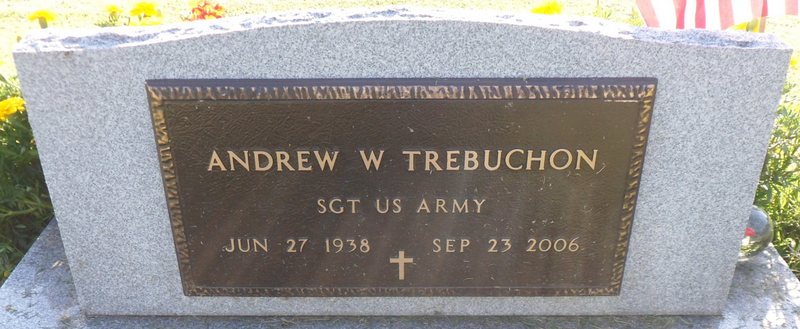 ANDREW W TREBUCHON
SGT US ARMY
JUN 27 1938 SEP 23 2006